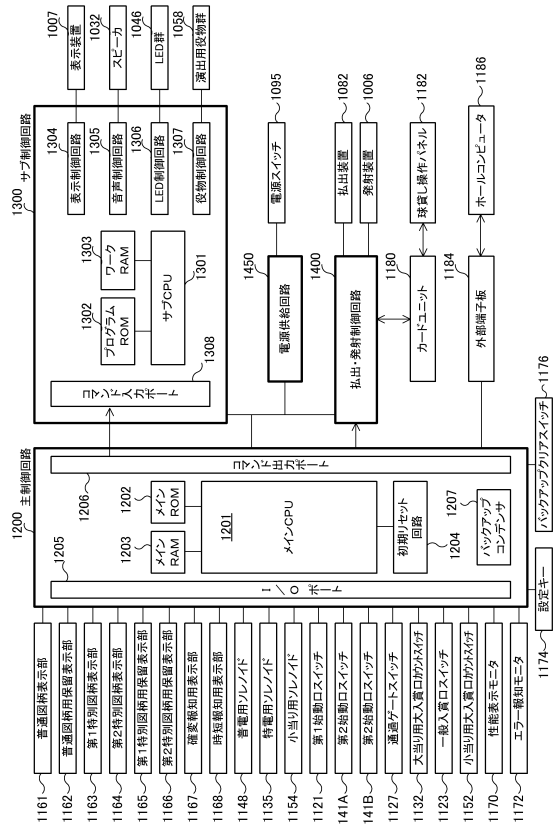 1200 主制御回路
1205
I/Oポート
1203
メインRAM
1202
メインROM
1206
コマンド出力ポート
1201
メインCPU
初期リセット回路
1204
1207
バックアップコンデンサ
1161 普通図柄表示部
1162 普通図柄用保留表示部
1163 第1特別図柄表示部
1164 第2特別図柄表示部
1165 第1特別図柄用保留表示部
1166 第2特別図柄用保留表示部
1167 確変報知用表示部
1168 時短報知用表示部
1148 普電用ソレノイド
1135 特電用ソレノイド
1154 小当り用ソレノイド
1121 第1始動口スイッチ
141A 第2始動口スイッチ
141B 第2始動口スイッチ
1127 通過ゲートスイッチ
1132 大当り用大入賞口カウントスイッチ
1123 一般入賞口スイッチ
1152 小当り用大入賞口カウントスイッチ
1170 性能表示モニタ
1172 エラー報知モニタ
1174 設定キー
バックアップクリアスイッチ 1176
1300 サブ制御回路
1308
コマンド入力ポート
1302
プログラムROM
1303
ワークRAM
サブCPU
1301
1304
表示制御回路
1305
音声制御回路
1306
LED制御回路
1307
役物制御回路
1007
表示装置
1032
スピーカ
1046
LED群
1058
演出用役物群
1450
電源供給回路
電源スイッチ 1095
1400
払出・発射制御回路
払出装置 1082
発射装置 1006
1180
カードユニット
球貸し操作パネル 1182
1184
外部端子板
ホールコンピュータ 1186